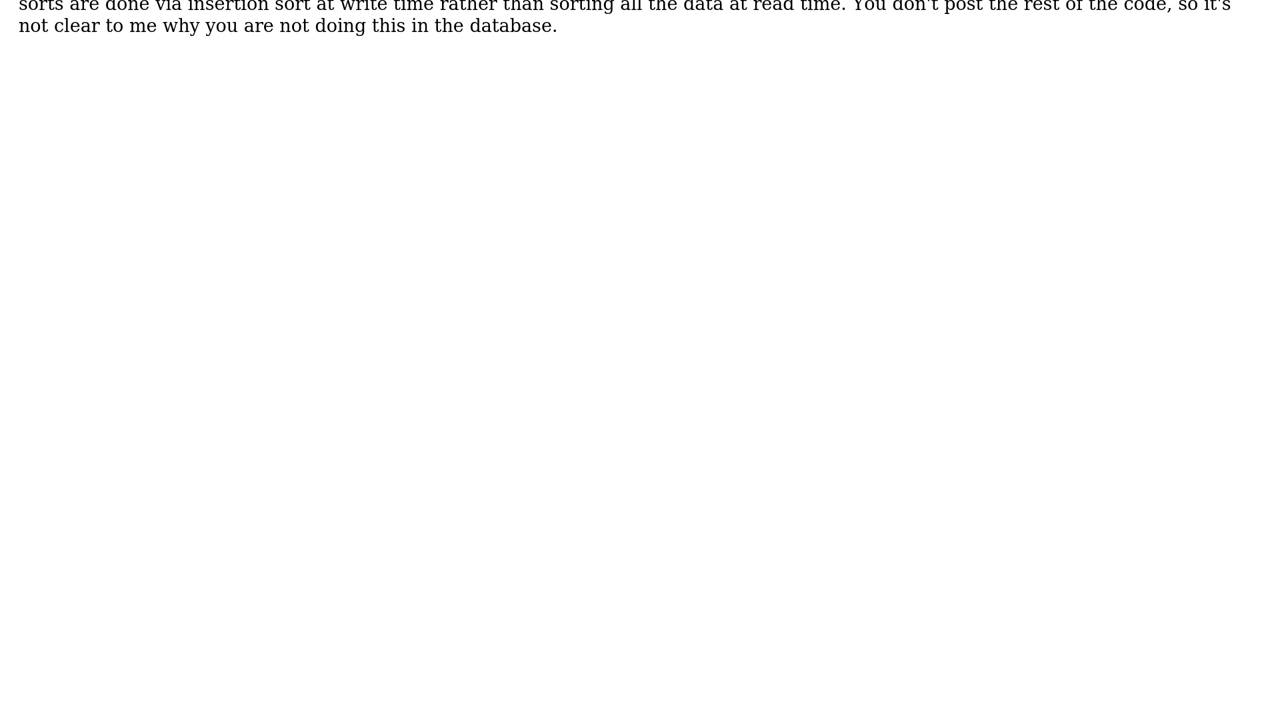 sorts are done via insertion sort at write time rather than sorting all the data at read time. You don't post the rest of the code, so it's
not clear to me why you are not doing this in the database.